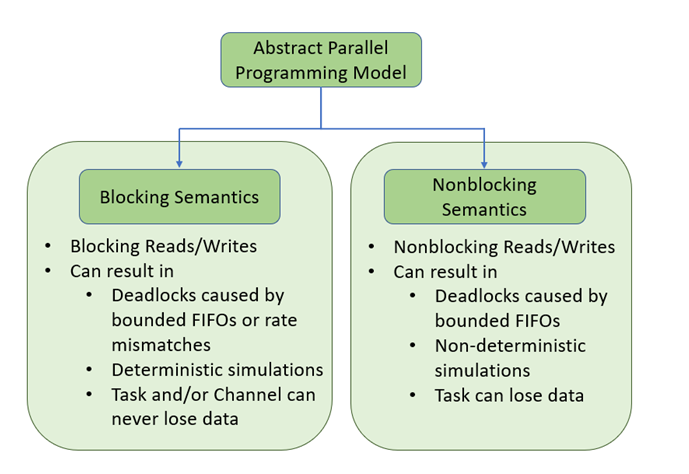 Abstract Parallel
Programming Model
Blocking Semantics
• Blocking Reads/Writes
• Can result in
• Deadlocks caused by
bounded FIFOs or rate
mismatches
• Deterministic simulations
• Task and/or Channel can
never lose data
Nonblocking
Semantics
• Nonblocking Reads/Writes
• Can result in
• Deadlocks caused by
bounded FIFOs
• Non-deterministic
simulations
• Task can lose data